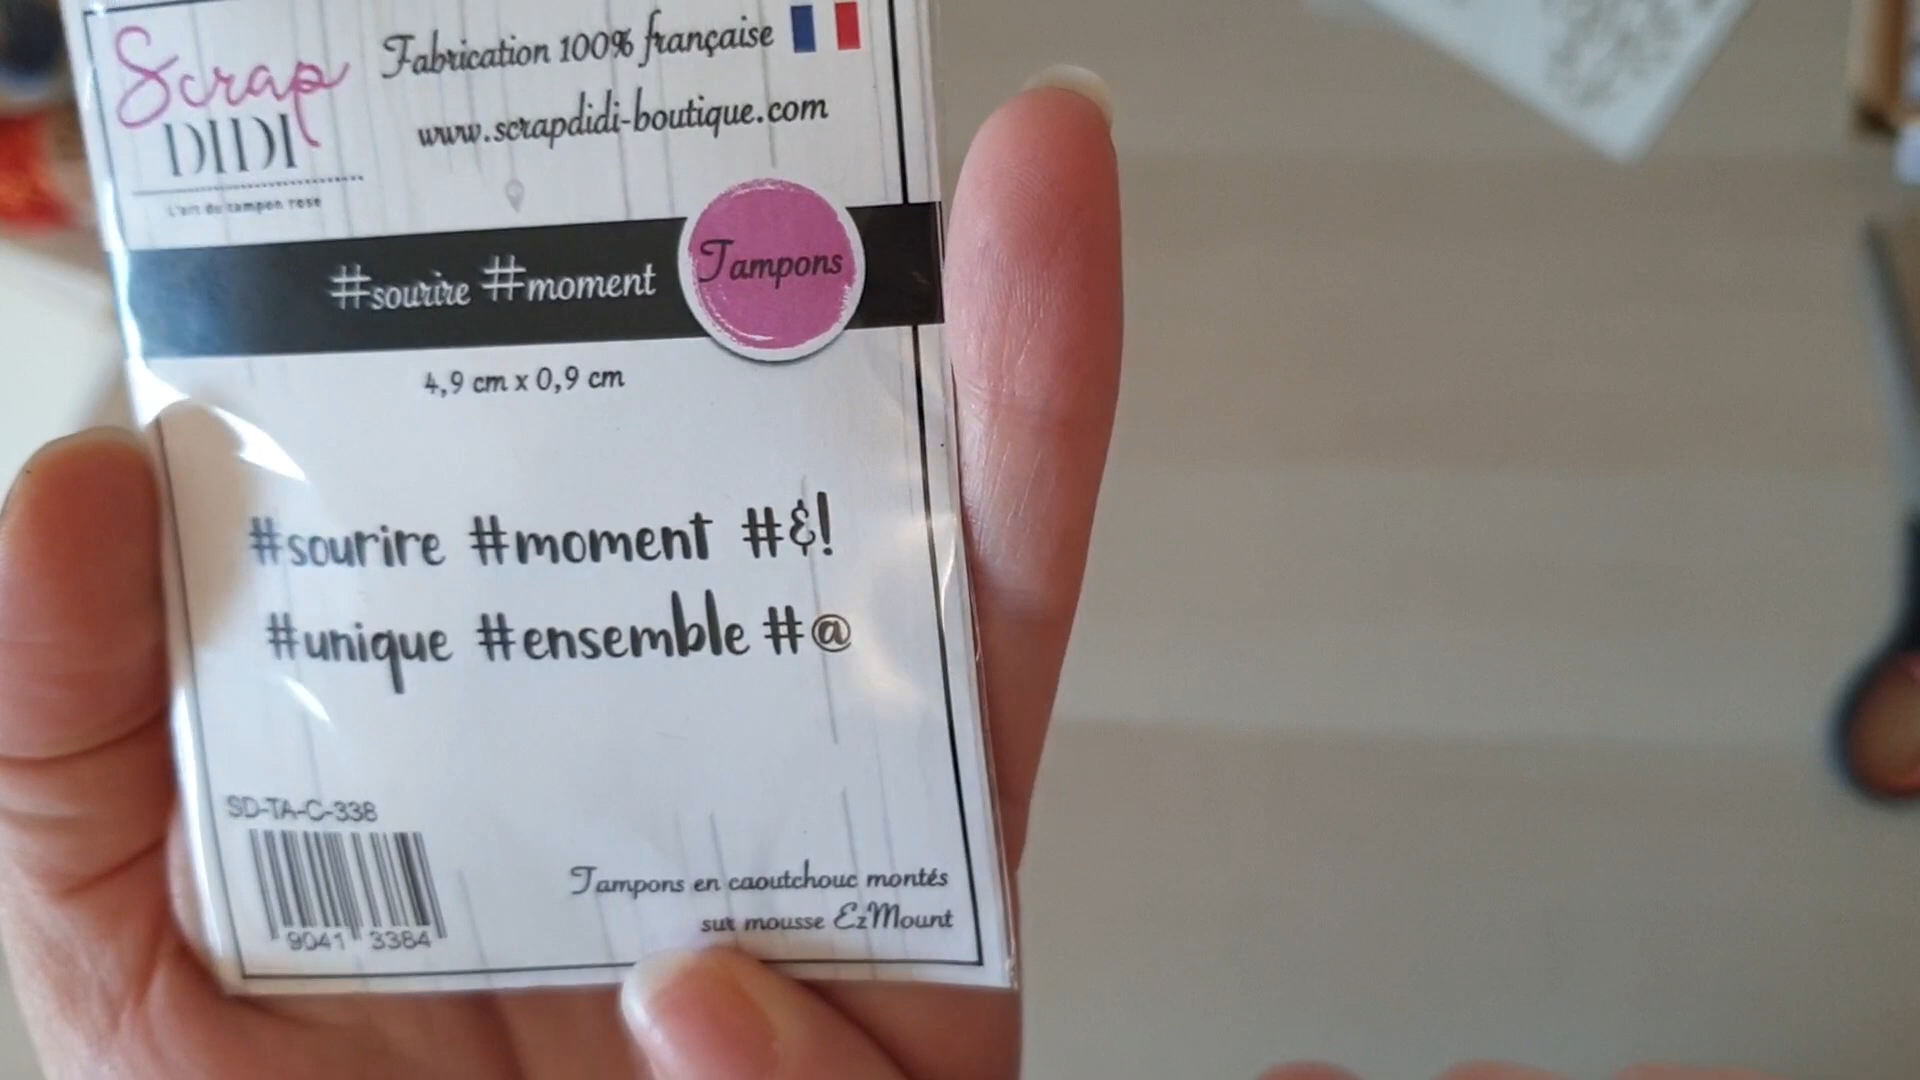 Scrap
DIDI
L'art du tampon rose
Fabrication 100% française
www.scrapdidi-boutique.com
#sourire #moment
Tampons
4,9 cm x 0,9 cm
#sourire #moment #&!
#unique #ensemble #@
SD-TA-C-338
9041 3384
Tampons en caoutchouc montés
sur mousse EzMount